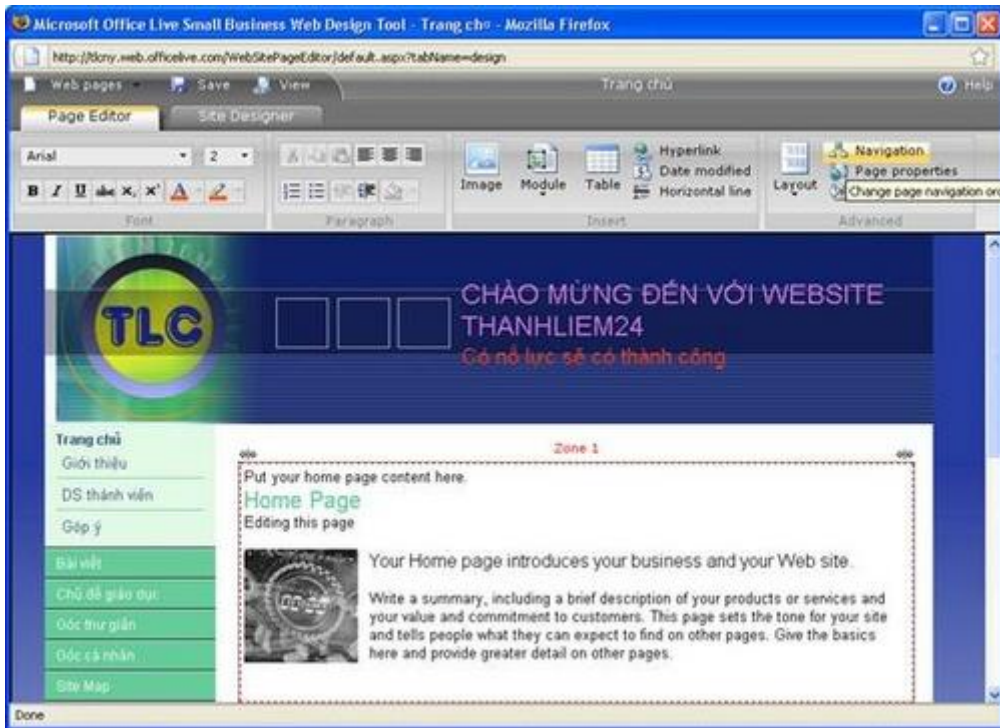 Microsoft Office Live Small Business Web Design Tool - Trang chủ - Mozilla Firefox
http://tlcny.web.officelive.com/WebSitePageEditor/default.aspx?tabName=design
Web pages Save View Trang chủ Help
Page Editor Site Designer
Arial 2
Hyperlink
Date modified
Horizontal line
Image Module Table
Layout
Navigation
Page properties
Change page navigation ord
B I U abc X, X' A
Font Paragraph Insert Advanced
TLC
CHÀO MỪNG ĐẾN VỚI WEBSITE
THANHLIEM24
Có nổ lực sẽ có thành công
Trang chủ
Giới thiệu
DS thành viên
Góp ý
Bài viết
Chủ đề giáo dục
Góc thư giãn
Góc cá nhân
Site Map
Zone 1
Put your home page content here.
Home Page
Editing this page
Your Home page introduces your business and your Web site.
Write a summary, including a brief description of your products or services and
your value and commitment to customers. This page sets the tone for your site
and tells people what they can expect to find on other pages. Give the basics
here and provide greater detail on other pages.
Done